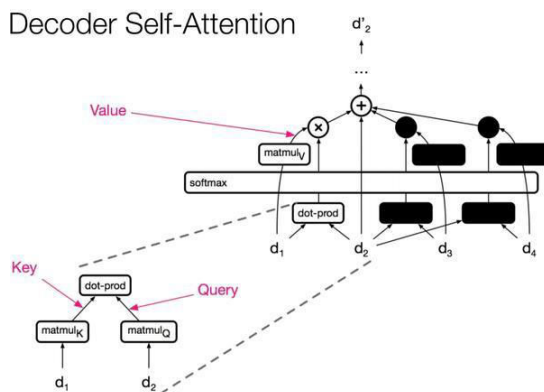 Decoder Self-Attention
d'₂
...
+
Value
×
matmulV
softmax
dot-prod
d₁
d₂
d₃
d₄
Key
dot-prod
Query
matmulK
matmulQ
d₁
d₂